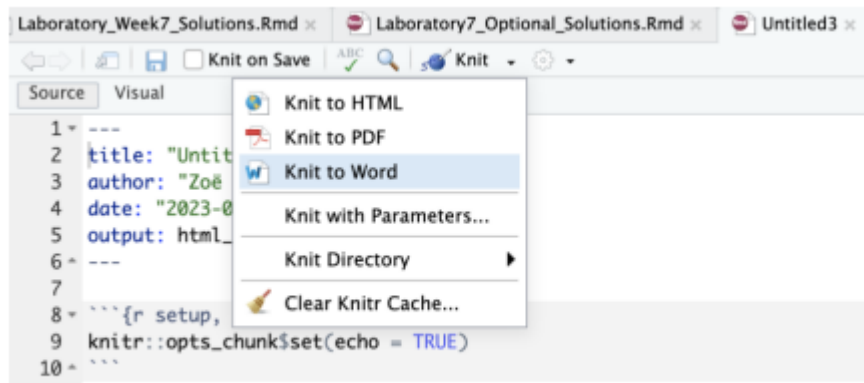 Laboratory_Week7_Solutions.Rmd × Laboratory7_Optional_Solutions.Rmd × Untitled3 ×
Knit on Save ABC Knit
Source Visual
Knit to HTML
Knit to PDF
Knit to Word
Knit with Parameters...
Knit Directory
Clear Knitr Cache...
1 ---
2 title: "Untit
3 author: "Zoë
4 date: "2023-0
5 output: html_
6 ---
7
8 ```{r setup,
9 knitr::opts_chunk$set(echo = TRUE)
10 ```